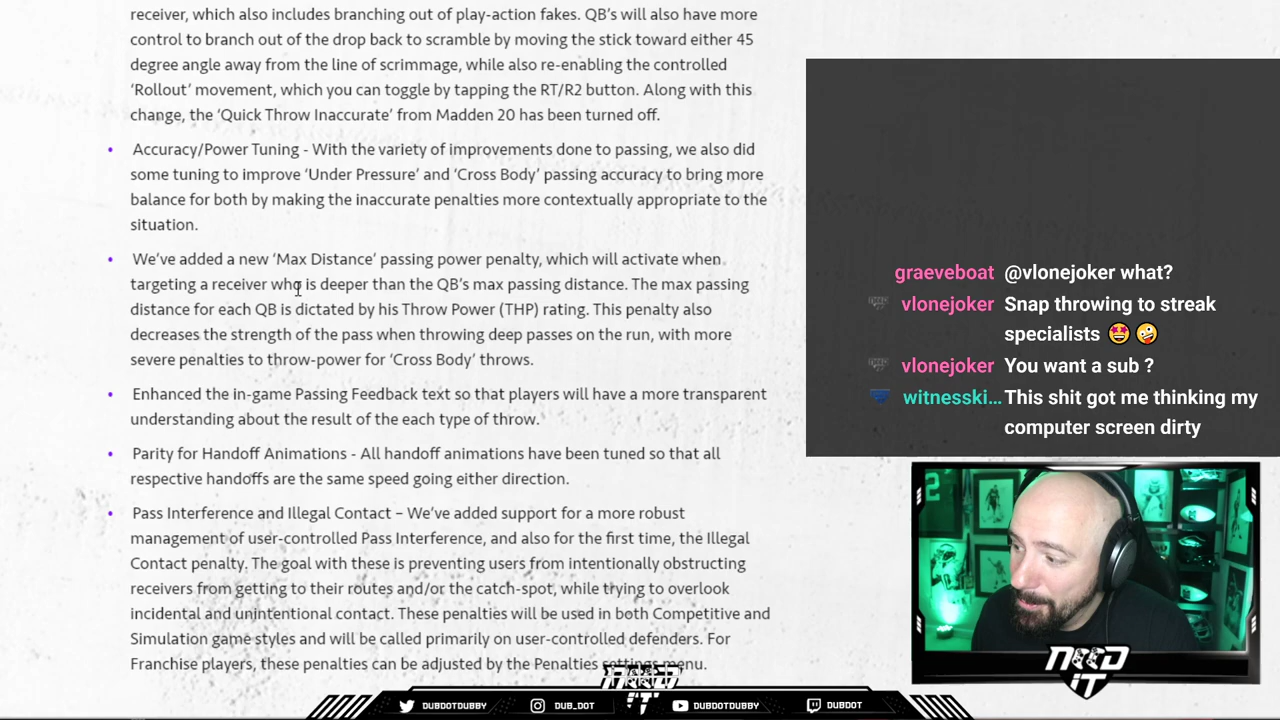 receiver, which also includes branching out of play-action fakes. QB's will also have more
control to branch out of the drop back to scramble by moving the stick toward either 45
degree angle away from the line of scrimmage, while also re-enabling the controlled
'Rollout' movement, which you can toggle by tapping the RT/R2 button. Along with this
change, the 'Quick Throw Inaccurate' from Madden 20 has been turned off.
• Accuracy/Power Tuning - With the variety of improvements done to passing, we also did
some tuning to improve 'Under Pressure' and 'Cross Body' passing accuracy to bring more
balance for both by making the inaccurate penalties more contextually appropriate to the
situation.
• We've added a new 'Max Distance' passing power penalty, which will activate when
targeting a receiver who is deeper than the QB's max passing distance. The max passing
distance for each QB is dictated by his Throw Power (THP) rating. This penalty also
decreases the strength of the pass when throwing deep passes on the run, with more
severe penalties to throw-power for 'Cross Body' throws.
• Enhanced the in-game Passing Feedback text so that players will have a more transparent
understanding about the result of the each type of throw.
• Parity for Handoff Animations - All handoff animations have been tuned so that all
respective handoffs are the same speed going either direction.
• Pass Interference and Illegal Contact – We've added support for a more robust
management of user-controlled Pass Interference, and also for the first time, the Illegal
Contact penalty. The goal with these is preventing users from intentionally obstructing
receivers from getting to their routes and/or the catch-spot, while trying to overlook
incidental and unintentional contact. These penalties will be used in both Competitive and
Simulation game styles and will be called primarily on user-controlled defenders. For
Franchise players, these penalties can be adjusted by the Penalties settings menu.
graeveboat @vlonejoker what?
vlonejoker Snap throwing to streak
specialists 🤩 🤪
vlonejoker You want a sub ?
witnesski... This shit got me thinking my
computer screen dirty
NEED
IT
DUBDOTDUBBY
DUB_DOT
DUBDOTDUBBY
DUBDOT